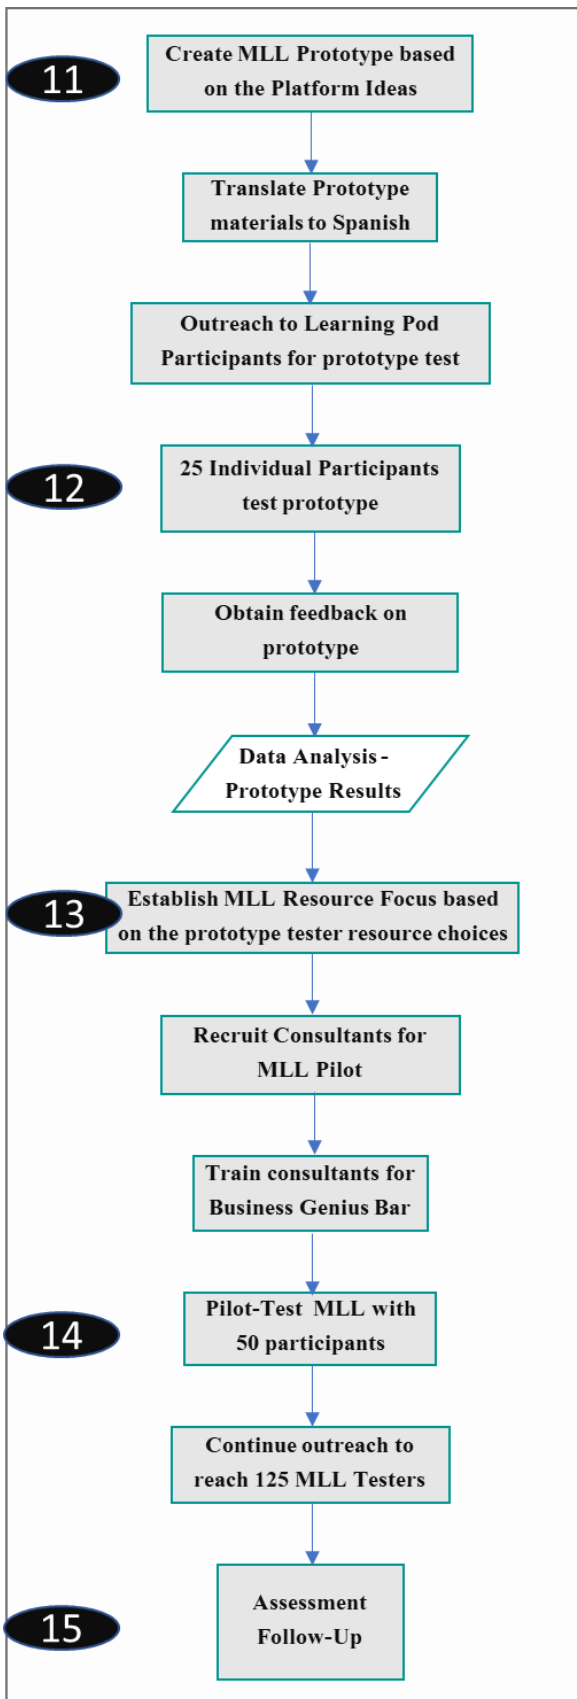 11
Create MLL Prototype based
on the Platform Ideas
Translate Prototype
materials to Spanish
Outreach to Learning Pod
Participants for prototype test
12
25 Individual Participants
test prototype
Obtain feedback on
prototype
Data Analysis -
Prototype Results
13
Establish MLL Resource Focus based
on the prototype tester resource choices
Recruit Consultants for
MLL Pilot
Train consultants for
Business Genius Bar
14
Pilot-Test MLL with
50 participants
Continue outreach to
reach 125 MLL Testers
15
Assessment
Follow-Up